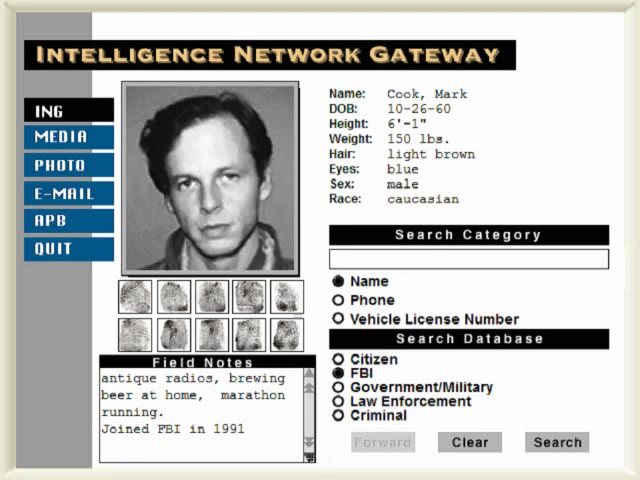 INTELLIGENCE NETWORK GATEWAY
ING
MEDIA
PHOTO
E-MAIL
APB
QUIT
Name: Cook, Mark
DOB: 10-26-60
Height: 6'-1"
Weight: 150 lbs.
Hair: light brown
Eyes: blue
Sex: male
Race: caucasian
Search Category
Name
Phone
Vehicle License Number
Search Database
Citizen
FBI
Government/Military
Law Enforcement
Criminal
Forward Clear Search
Field Notes
antique radios, brewing
beer at home, marathon
running.
Joined FBI in 1991